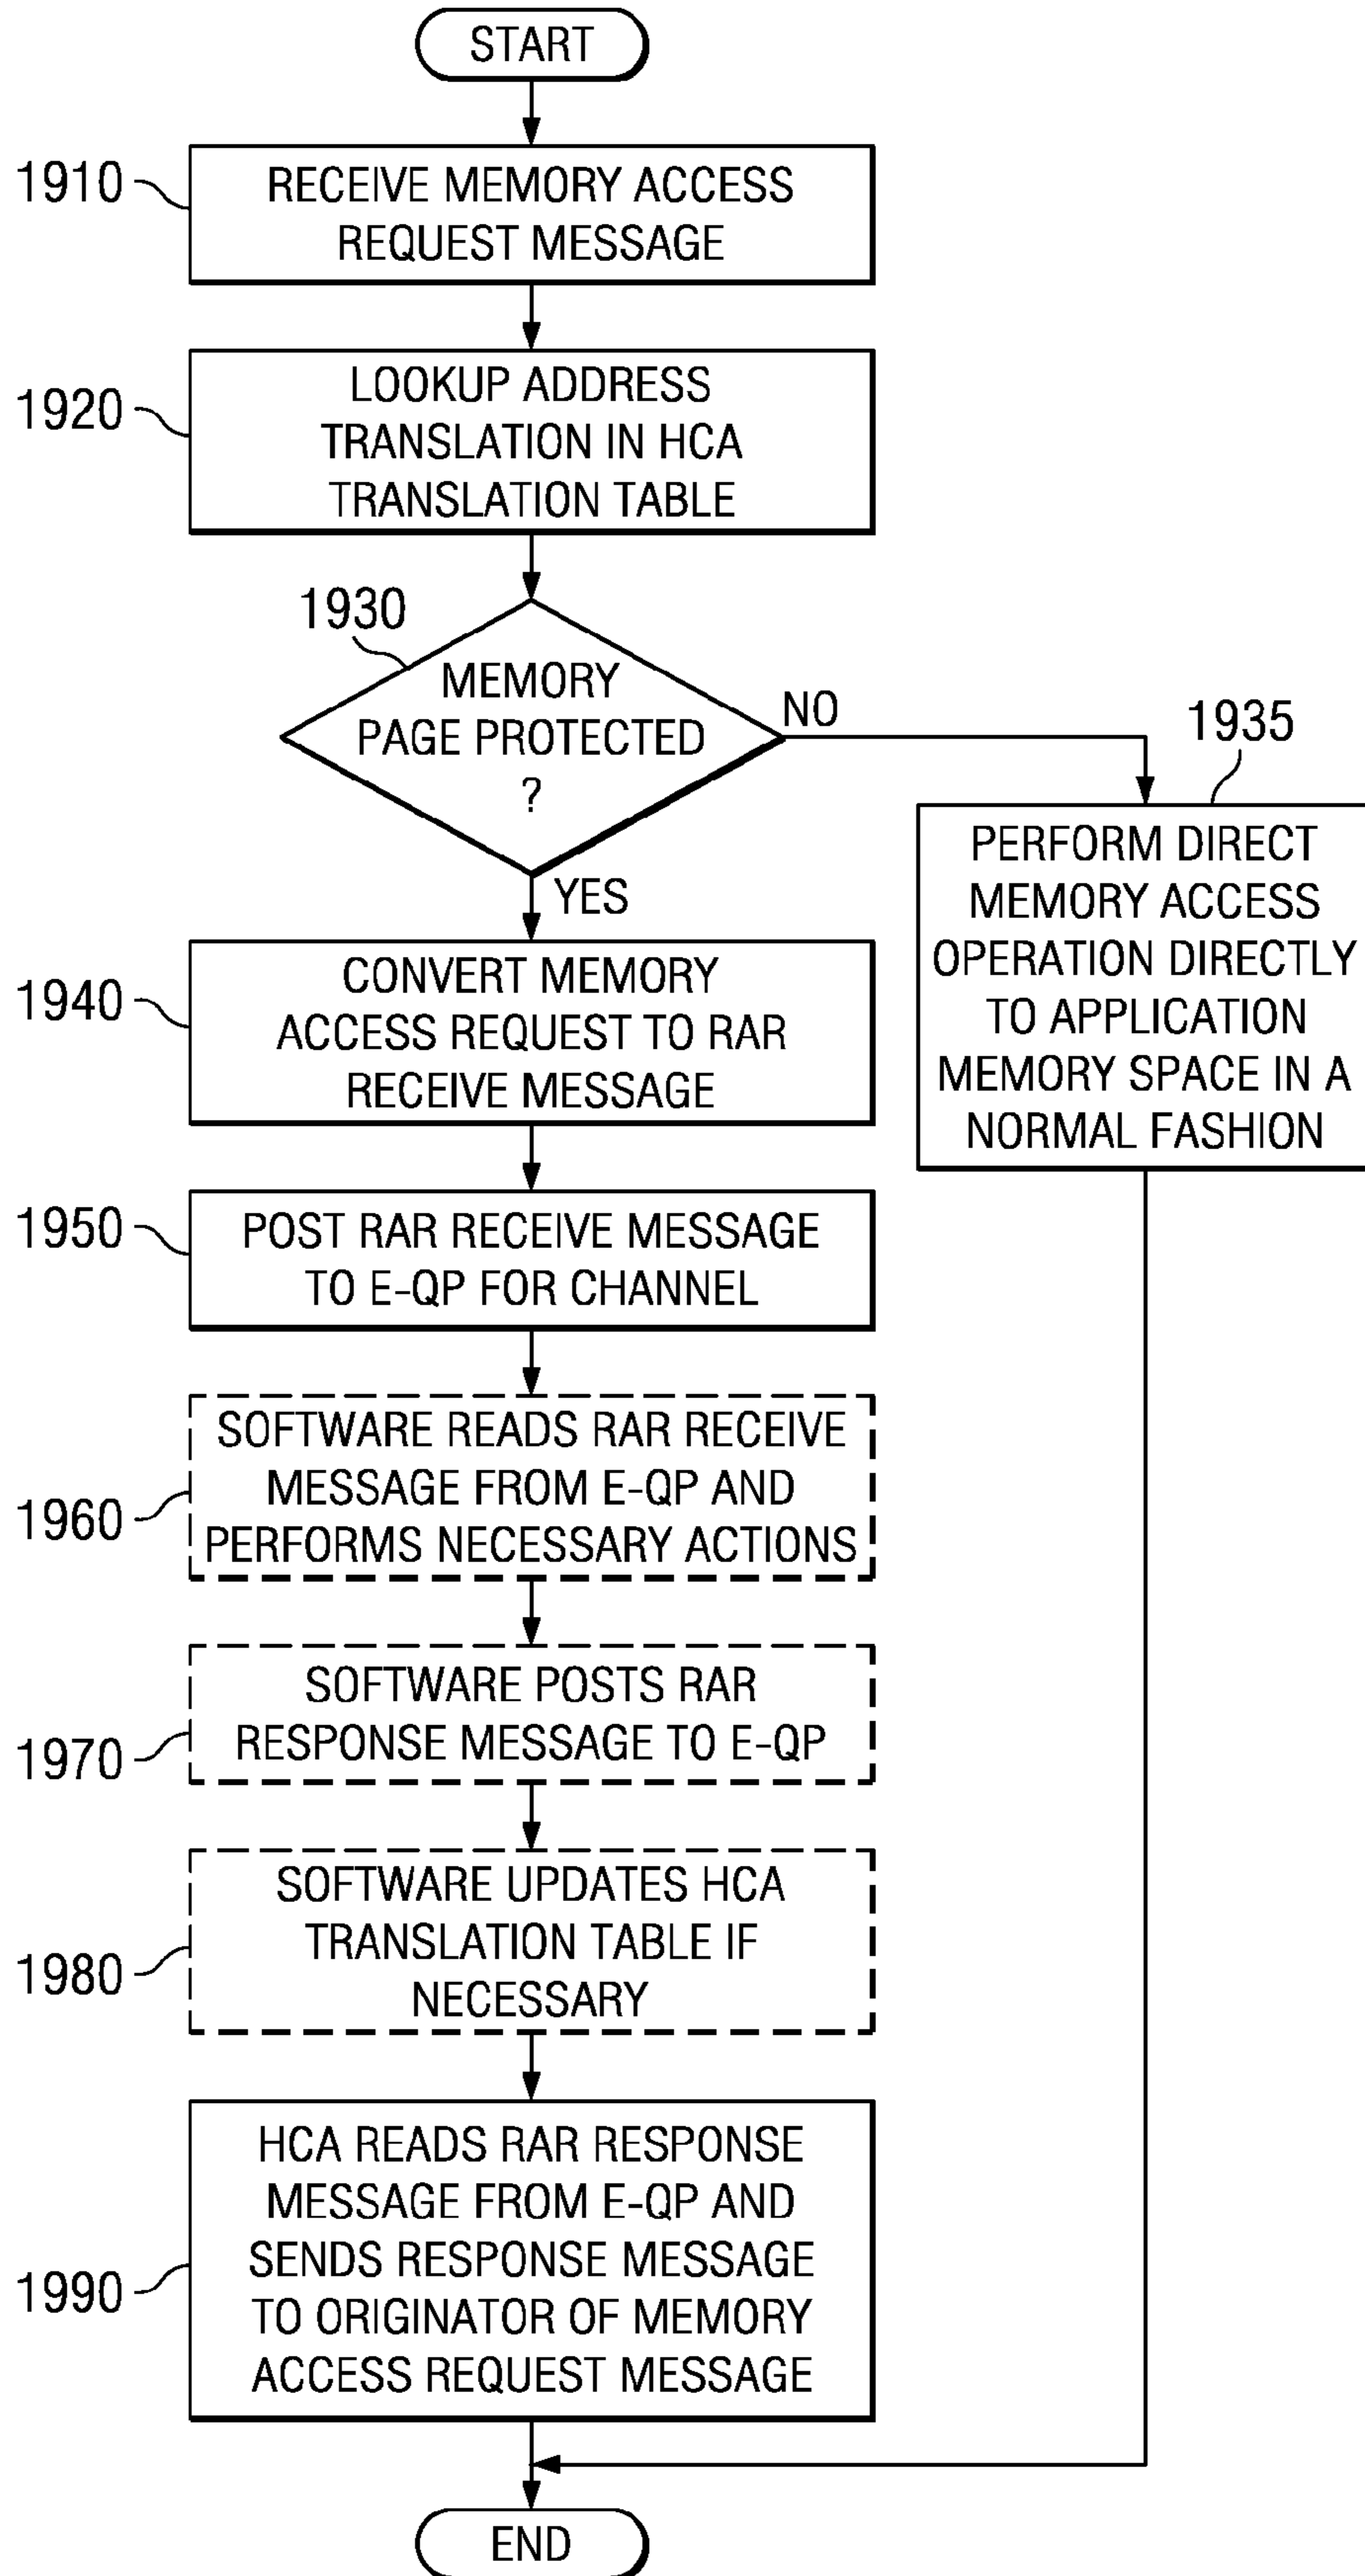 START
1910
RECEIVE MEMORY ACCESS
REQUEST MESSAGE
1920
LOOKUP ADDRESS
TRANSLATION IN HCA
TRANSLATION TABLE
1930
MEMORY
PAGE PROTECTED
?
NO
YES
1935
PERFORM DIRECT
MEMORY ACCESS
OPERATION DIRECTLY
TO APPLICATION
MEMORY SPACE IN A
NORMAL FASHION
1940
CONVERT MEMORY
ACCESS REQUEST TO RAR
RECEIVE MESSAGE
1950
POST RAR RECEIVE MESSAGE
TO E-QP FOR CHANNEL
1960
SOFTWARE READS RAR RECEIVE
MESSAGE FROM E-QP AND
PERFORMS NECESSARY ACTIONS
1970
SOFTWARE POSTS RAR
RESPONSE MESSAGE TO E-QP
1980
SOFTWARE UPDATES HCA
TRANSLATION TABLE IF
NECESSARY
1990
HCA READS RAR RESPONSE
MESSAGE FROM E-QP AND
SENDS RESPONSE MESSAGE
TO ORIGINATOR OF MEMORY
ACCESS REQUEST MESSAGE
END